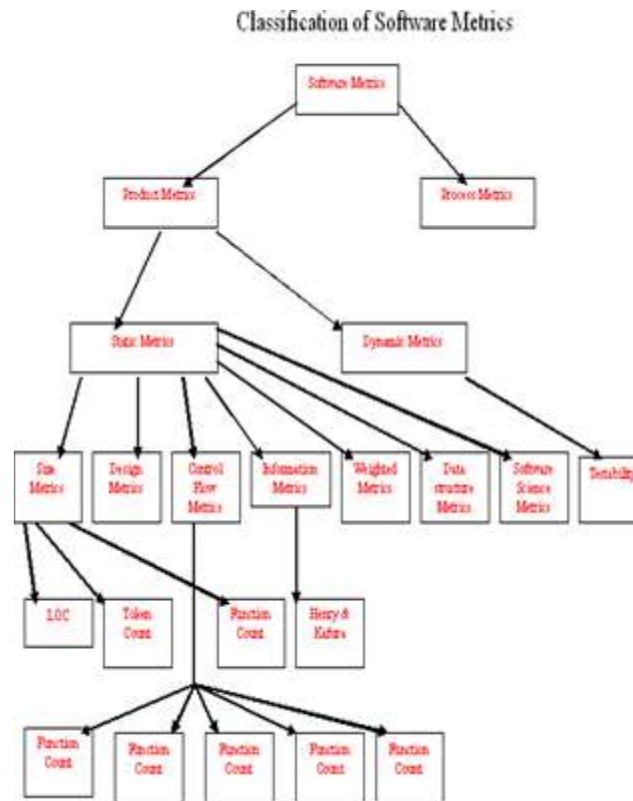 Classification of Software Metrics
Software Metrics
Product Metrics
Process Metrics
Static Metrics
Dynamic Metrics
Size
Metrics
Design
Metrics
Control
Flow
Metrics
Information
Metrics
Weighted
Metrics
Data
structure
Metrics
Software
Science
Metrics
Testability
LOC
Token
Count
Function
Count
Henry &
Kafura
Function
Count
Function
Count
Function
Count
Function
Count
Function
Count